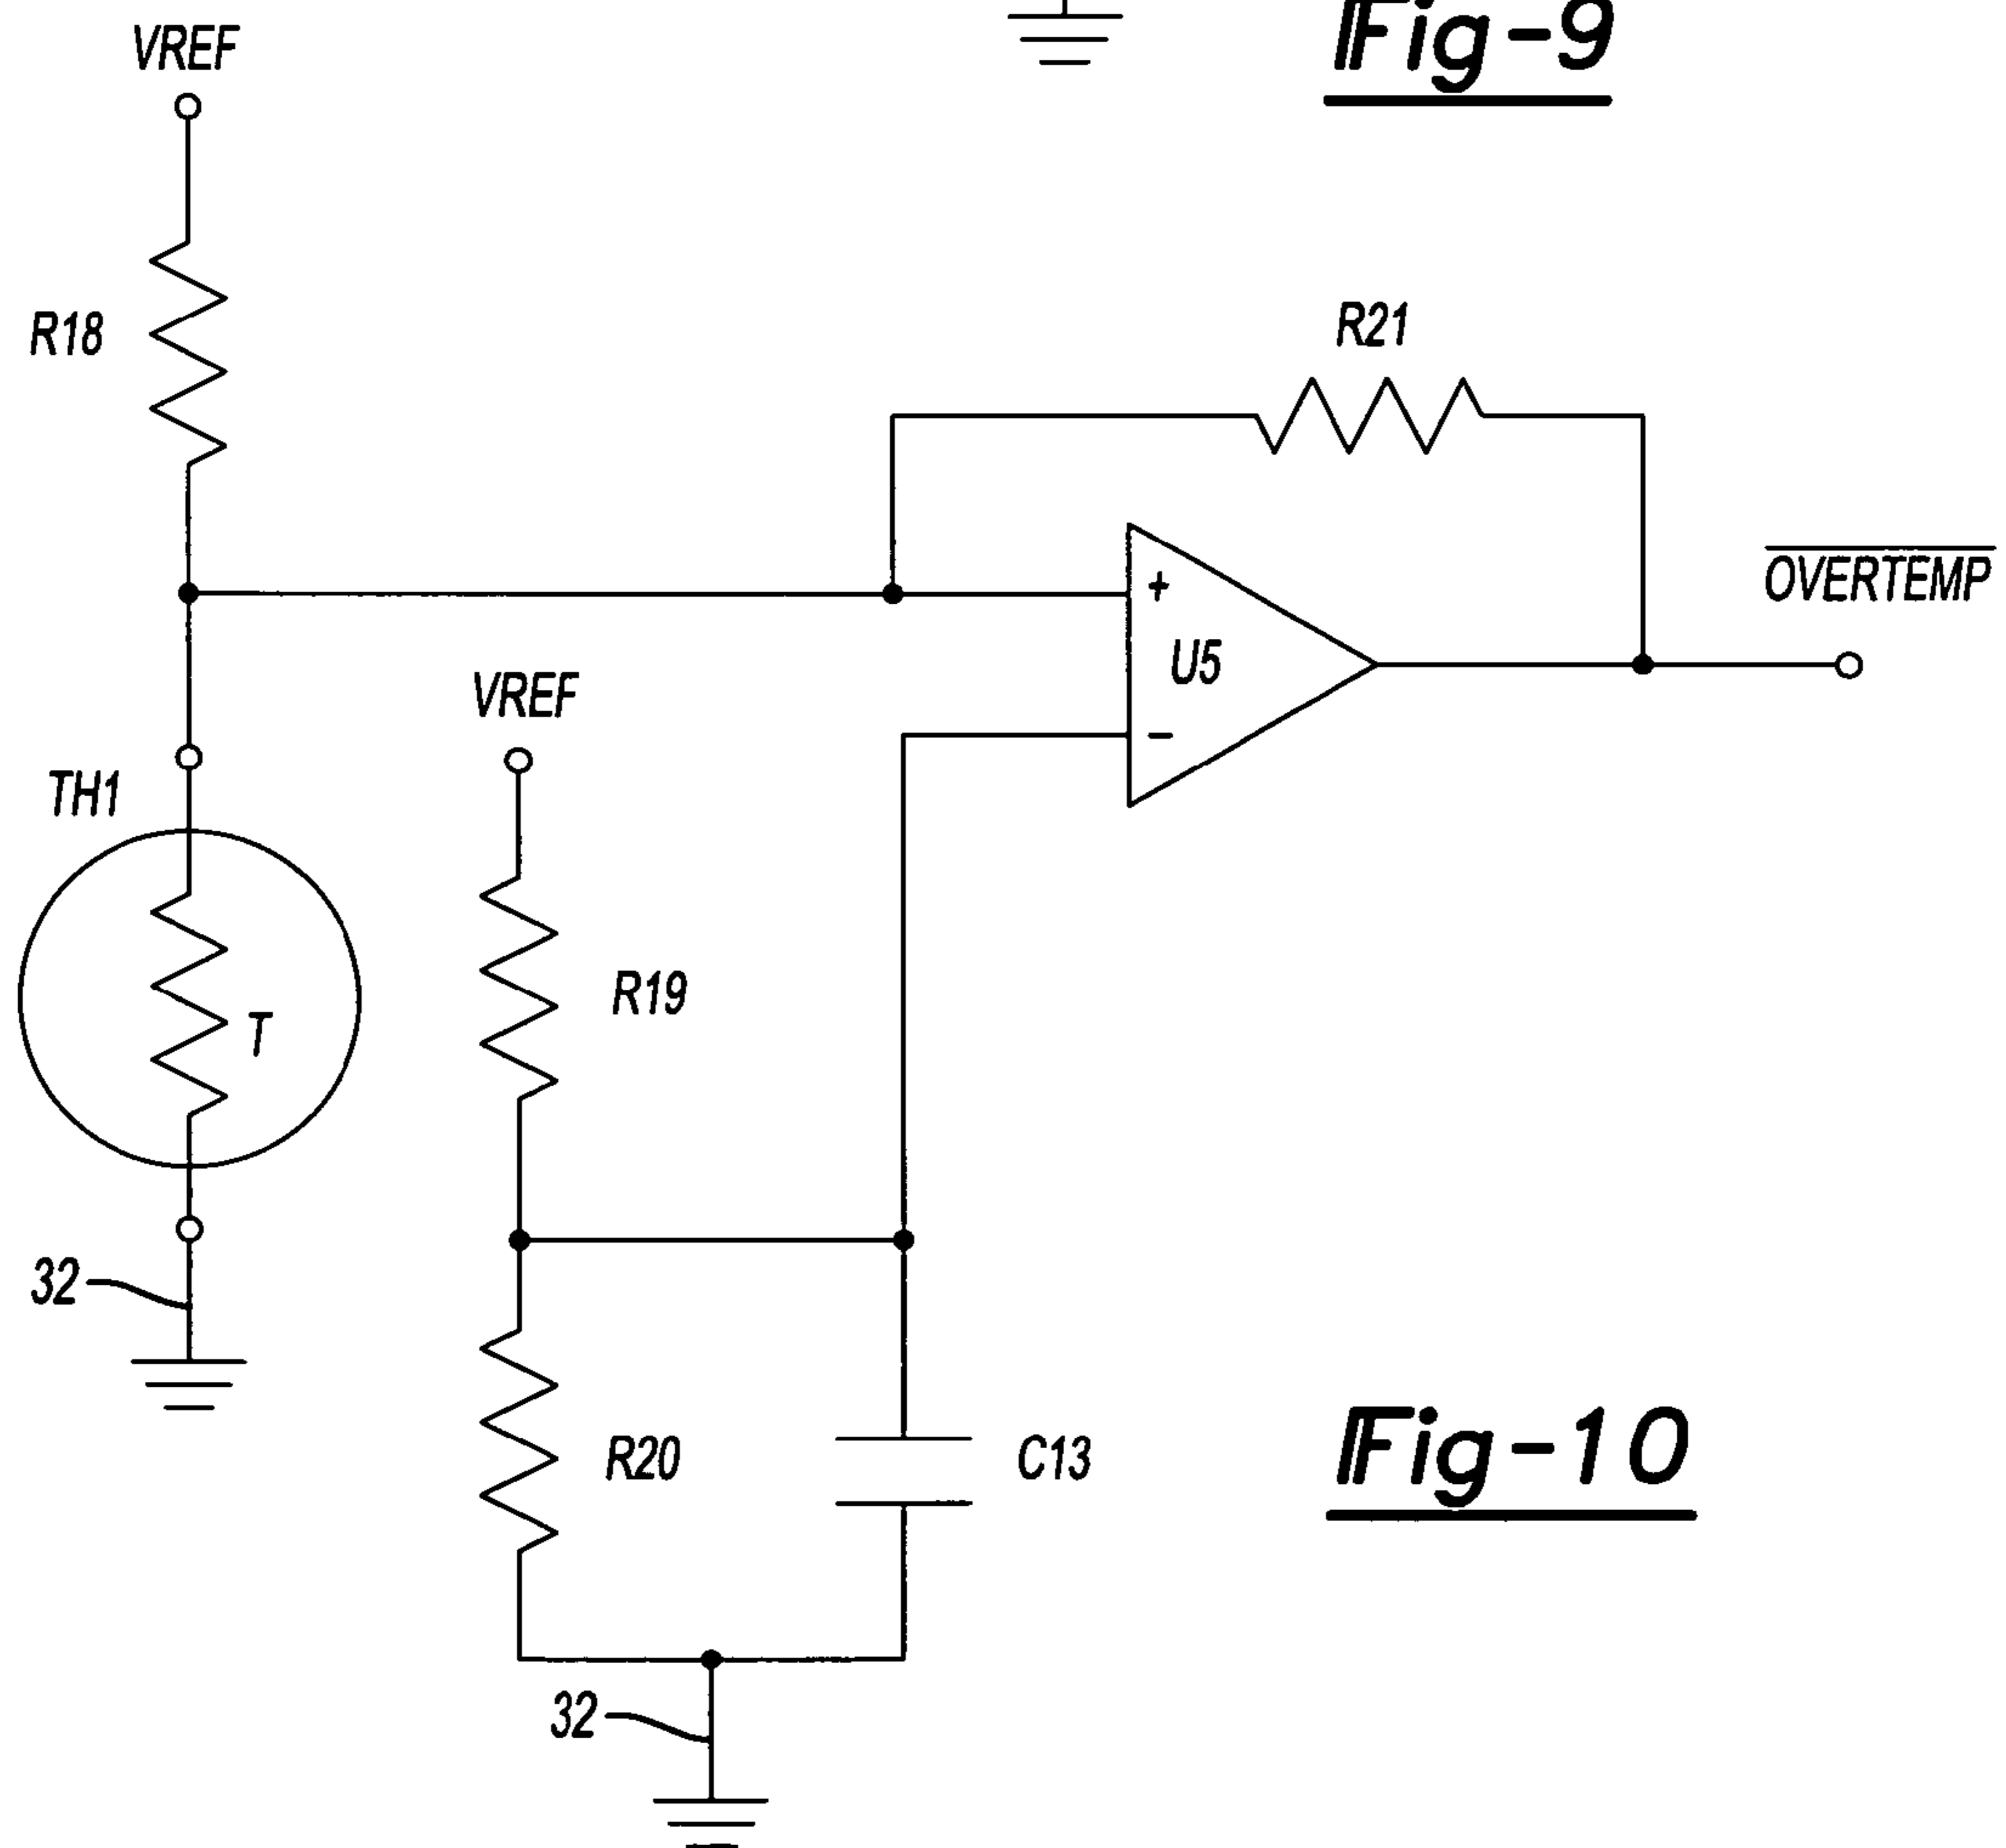 Fig-9
VREF
R18
R21
+
U5
-
OVERTEMP
VREF
TH1
T
R19
32
R20
C13
Fig-10
32